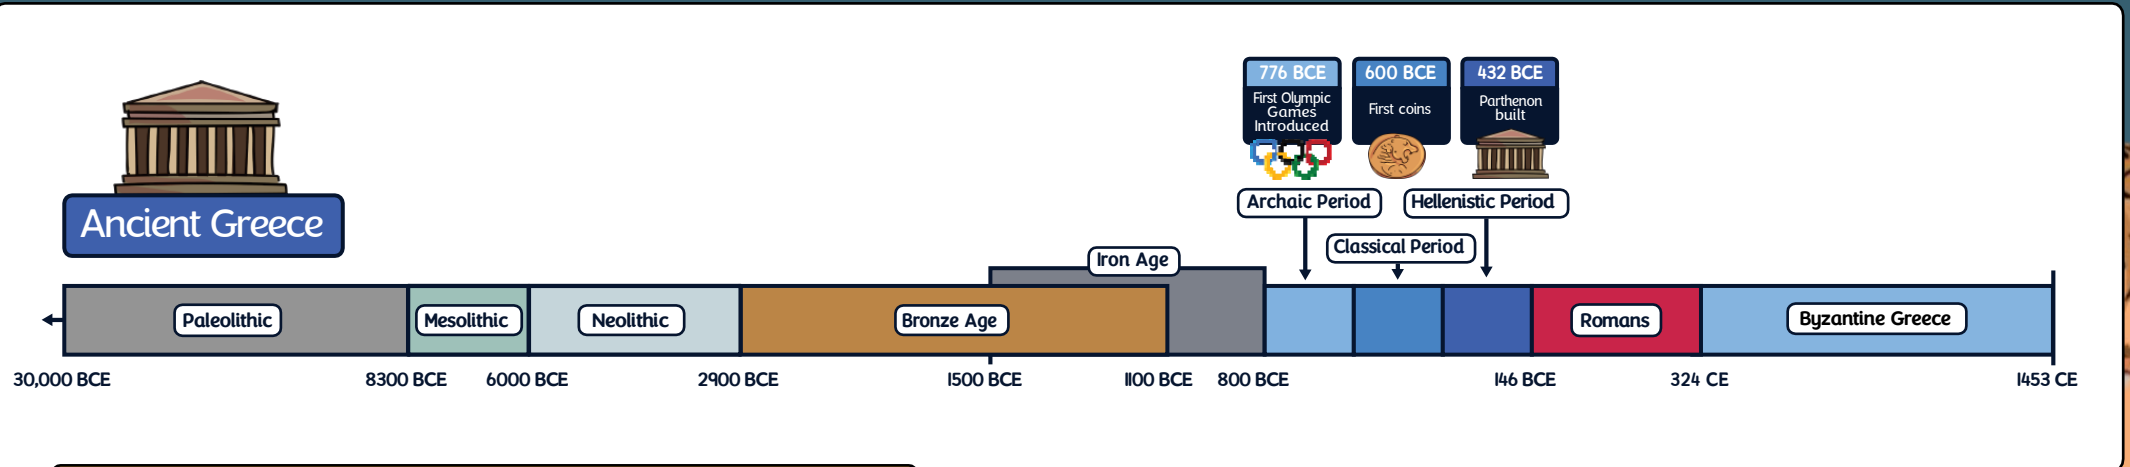 776 BCE
First Olympic
Games
Introduced
600 BCE
First coins
432 BCE
Parthenon
built
Ancient Greece
Archaic Period
Hellenistic Period
Classical Period
Iron Age
Paleolithic
Mesolithic
Neolithic
Bronze Age
Romans
Byzantine Greece
30,000 BCE
8300 BCE
6000 BCE
2900 BCE
1500 BCE
1100 BCE
800 BCE
146 BCE
324 CE
1453 CE